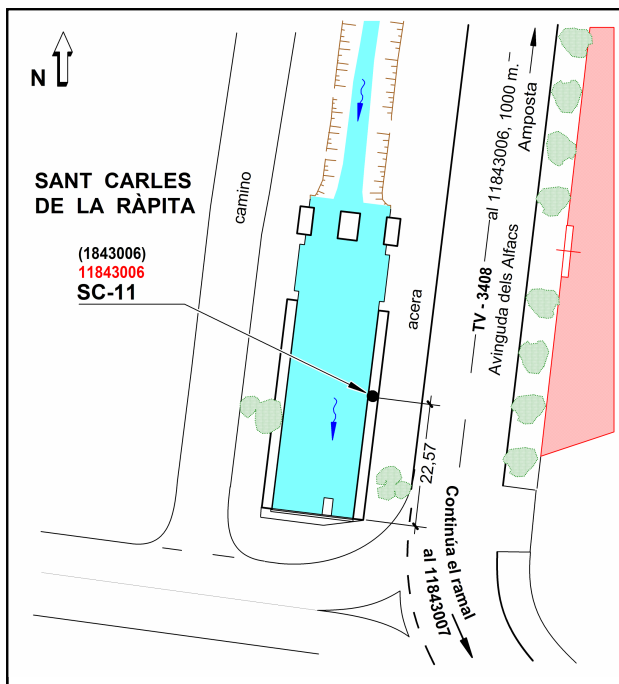 N
SANT CARLES
DE LA RÀPITA
(1843006)
11843006
SC-11
camino
acera
TV - 3408
Avinguda dels Alfacs
al 11843006, 1000 m.
Amposta
22,57
Continúa el ramal
al 11843007